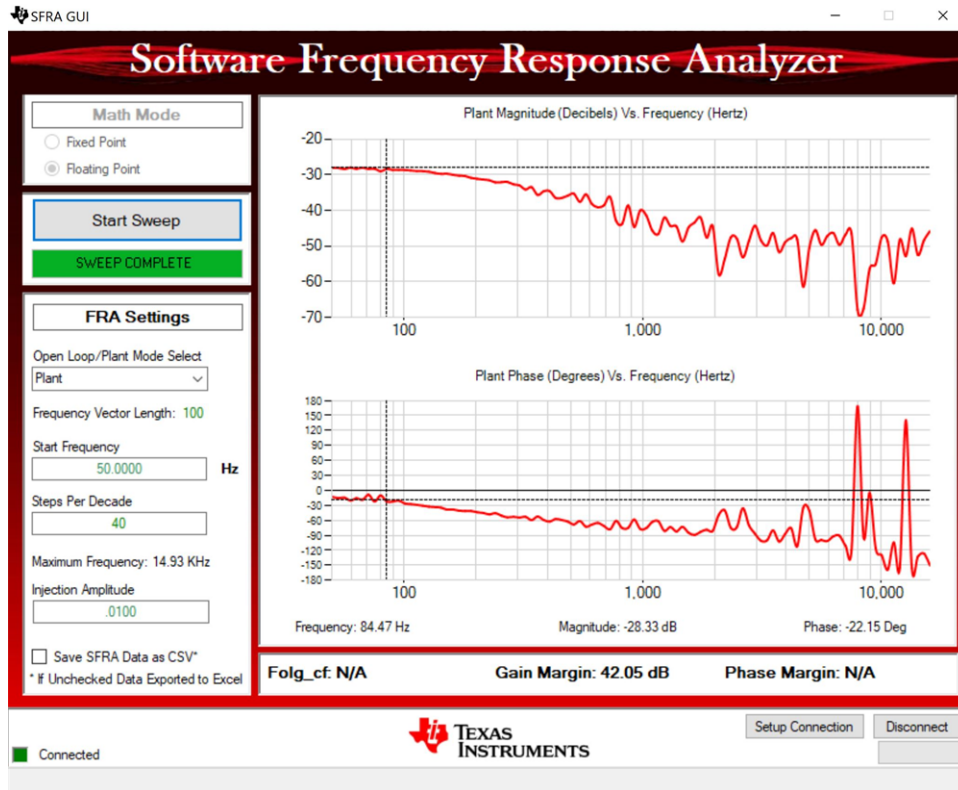 SFRA GUI
Software Frequency Response Analyzer
Math Mode
Fixed Point
Floating Point
Start Sweep
SWEEP COMPLETE
FRA Settings
Open Loop/Plant Mode Select
Plant
Frequency Vector Length: 100
Start Frequency
50.0000 Hz
Steps Per Decade
40
Maximum Frequency: 14.93 KHz
Injection Amplitude
.0100
Save SFRA Data as CSV*
* If Unchecked Data Exported to Excel
Plant Magnitude (Decibels) Vs. Frequency (Hertz)
-20
-30
-40
-50
-60
-70
100 1,000 10,000
Plant Phase (Degrees) Vs. Frequency (Hertz)
180
150
120
90
60
30
0
-30
-60
-90
-120
-150
-180
100 1,000 10,000
Frequency: 84.47 Hz Magnitude: -28.33 dB Phase: -22.15 Deg
Folg_cf: N/A Gain Margin: 42.05 dB Phase Margin: N/A
Connected
TEXAS
INSTRUMENTS
Setup Connection Disconnect